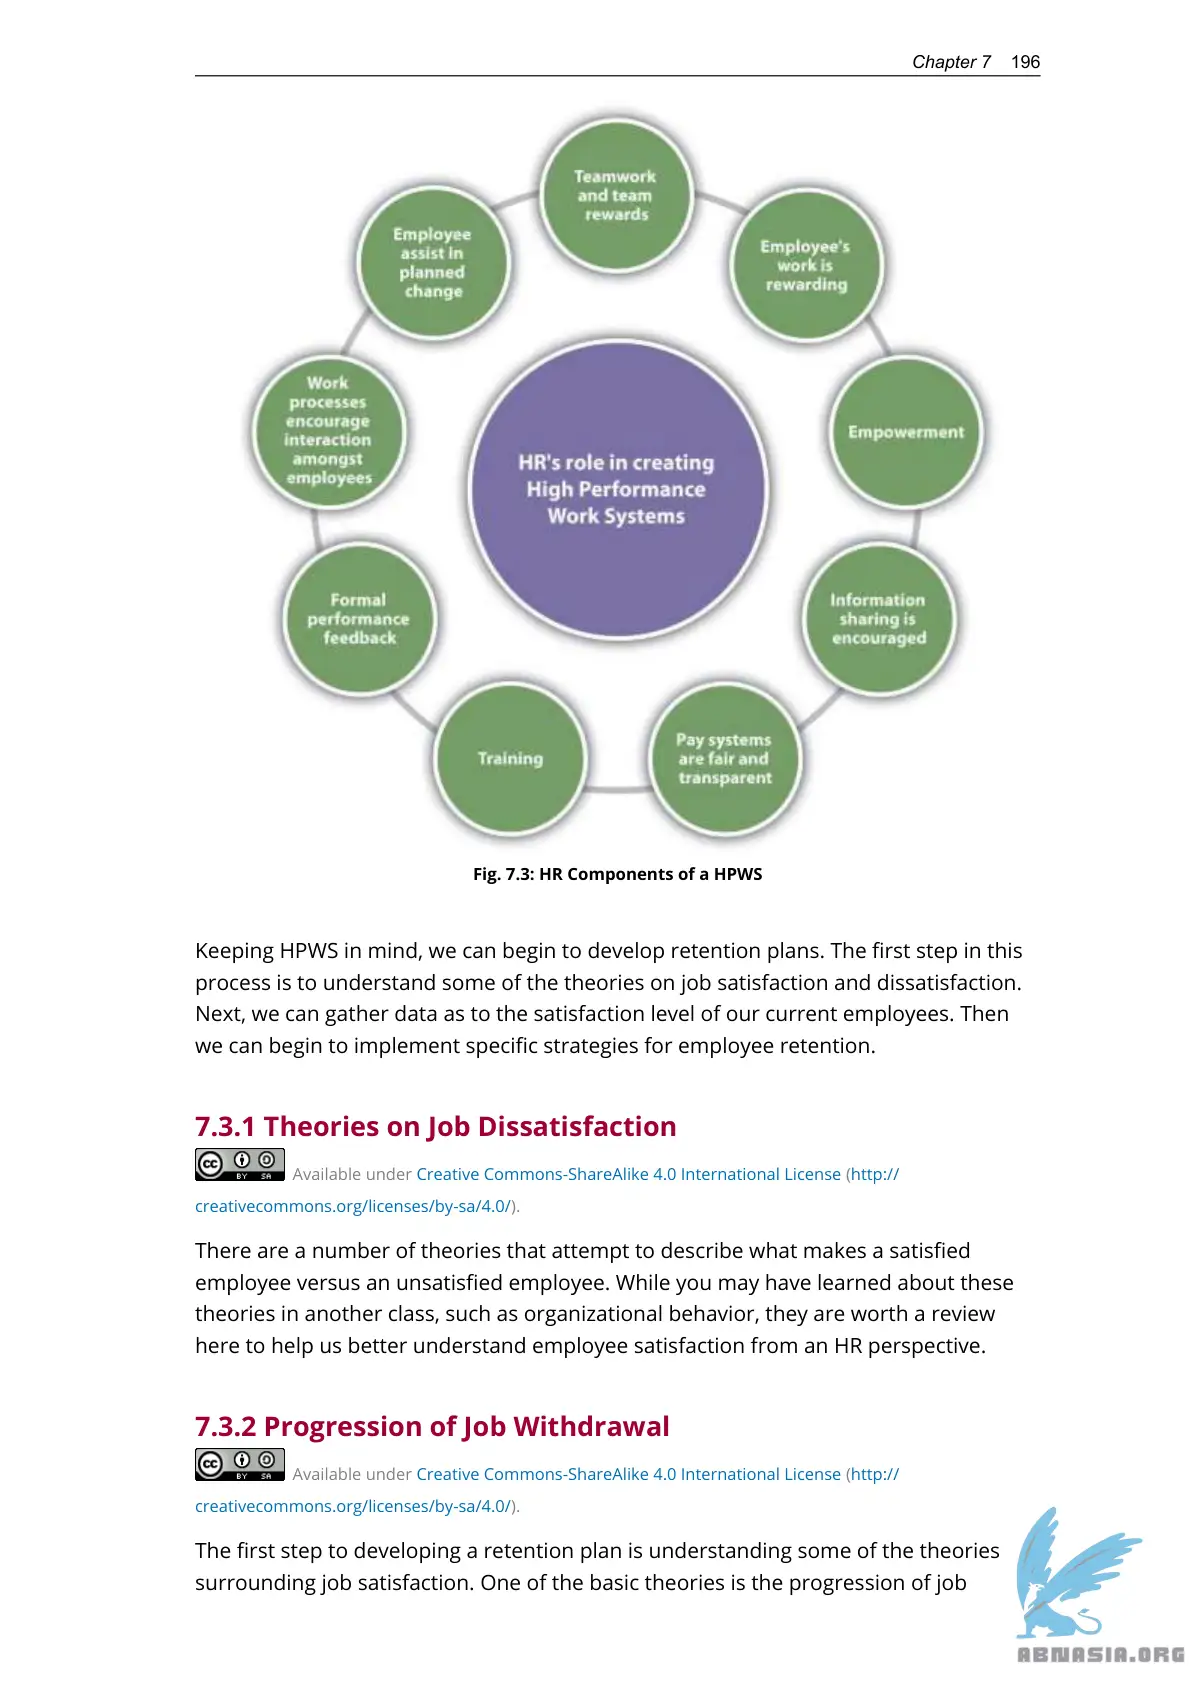 Chapter 7 196
Teamwork
and team
rewards
Employee's
work is
rewarding
Empowerment
Information
sharing is
encouraged
Pay systems
are fair and
transparent
Training
Formal
performance
feedback
Work
processes
encourage
interaction
amongst
employees
Employee
assist in
planned
change
HR's role in creating
High Performance
Work Systems
Fig. 7.3: HR Components of a HPWS
Keeping HPWS in mind, we can begin to develop retention plans. The first step in this
process is to understand some of the theories on job satisfaction and dissatisfaction.
Next, we can gather data as to the satisfaction level of our current employees. Then
we can begin to implement specific strategies for employee retention.
7.3.1 Theories on Job Dissatisfaction
cc BY SA Available under Creative Commons-ShareAlike 4.0 International License (http://
creativecommons.org/licenses/by-sa/4.0/).
There are a number of theories that attempt to describe what makes a satisfied
employee versus an unsatisfied employee. While you may have learned about these
theories in another class, such as organizational behavior, they are worth a review
here to help us better understand employee satisfaction from an HR perspective.
7.3.2 Progression of Job Withdrawal
cc BY SA Available under Creative Commons-ShareAlike 4.0 International License (http://
creativecommons.org/licenses/by-sa/4.0/).
The first step to developing a retention plan is understanding some of the theories
surrounding job satisfaction. One of the basic theories is the progression of job
ABNASIA.ORG